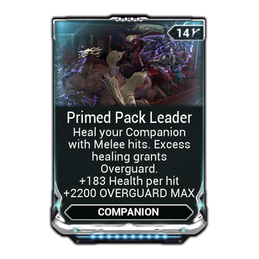 14
Primed Pack Leader
Heal your Companion
with Melee hits. Excess
healing grants
Overguard.
+183 Health per hit
+2200 OVERGUARD MAX
COMPANION